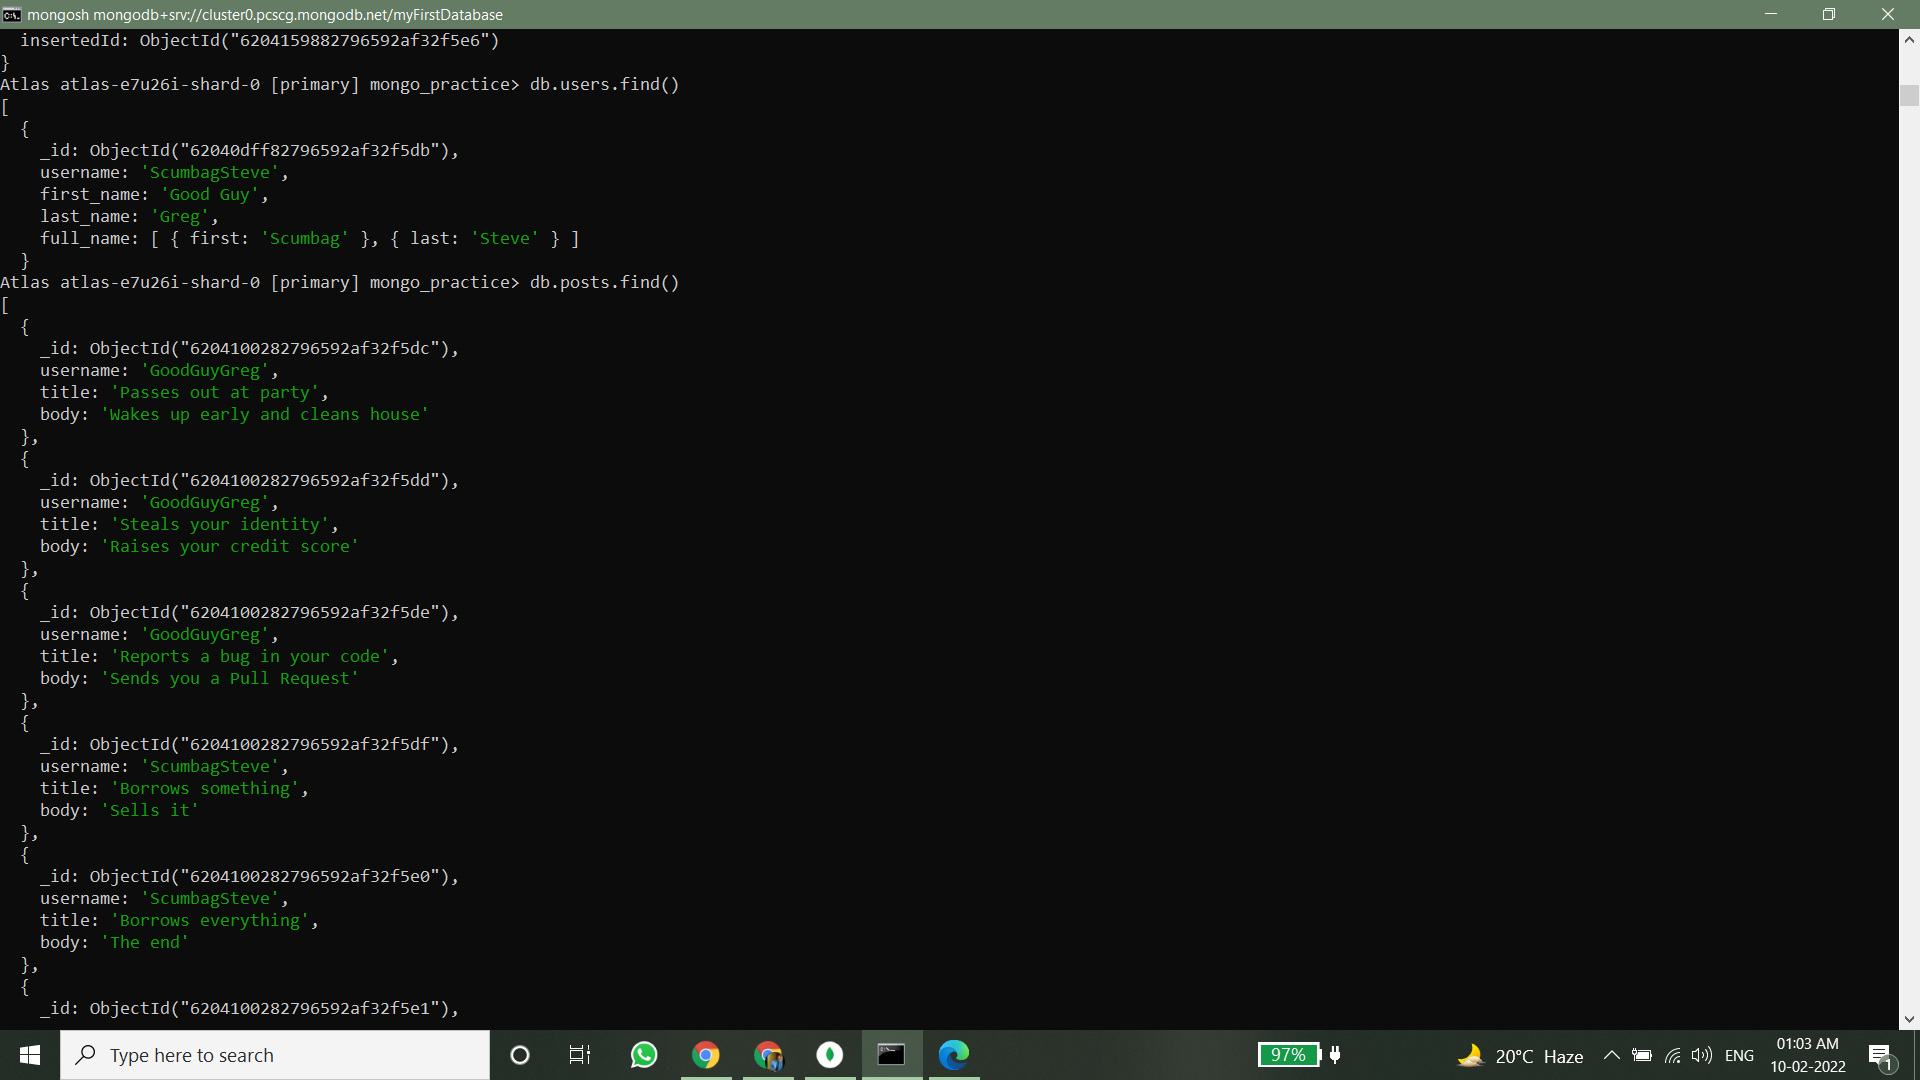 mongosh mongodb+srv://cluster0.pcscg.mongodb.net/myFirstDatabase
  insertedId: ObjectId("6204159882796592af32f5e6")
}
Atlas atlas-e7u26i-shard-0 [primary] mongo_practice> db.users.find()
[
  {
    _id: ObjectId("62040dff82796592af32f5db"),
    username: 'ScumbagSteve',
    first_name: 'Good Guy',
    last_name: 'Greg',
    full_name: [ { first: 'Scumbag' }, { last: 'Steve' } ]
  }
Atlas atlas-e7u26i-shard-0 [primary] mongo_practice> db.posts.find()
[
  {
    _id: ObjectId("6204100282796592af32f5dc"),
    username: 'GoodGuyGreg',
    title: 'Passes out at party',
    body: 'Wakes up early and cleans house'
  },
  {
    _id: ObjectId("6204100282796592af32f5dd"),
    username: 'GoodGuyGreg',
    title: 'Steals your identity',
    body: 'Raises your credit score'
  },
  {
    _id: ObjectId("6204100282796592af32f5de"),
    username: 'GoodGuyGreg',
    title: 'Reports a bug in your code',
    body: 'Sends you a Pull Request'
  },
  {
    _id: ObjectId("6204100282796592af32f5df"),
    username: 'ScumbagSteve',
    title: 'Borrows something',
    body: 'Sells it'
  },
  {
    _id: ObjectId("6204100282796592af32f5e0"),
    username: 'ScumbagSteve',
    title: 'Borrows everything',
    body: 'The end'
  },
  {
    _id: ObjectId("6204100282796592af32f5e1"),
Type here to search
97%
20°C Haze
ENG
01:03 AM
10-02-2022
1